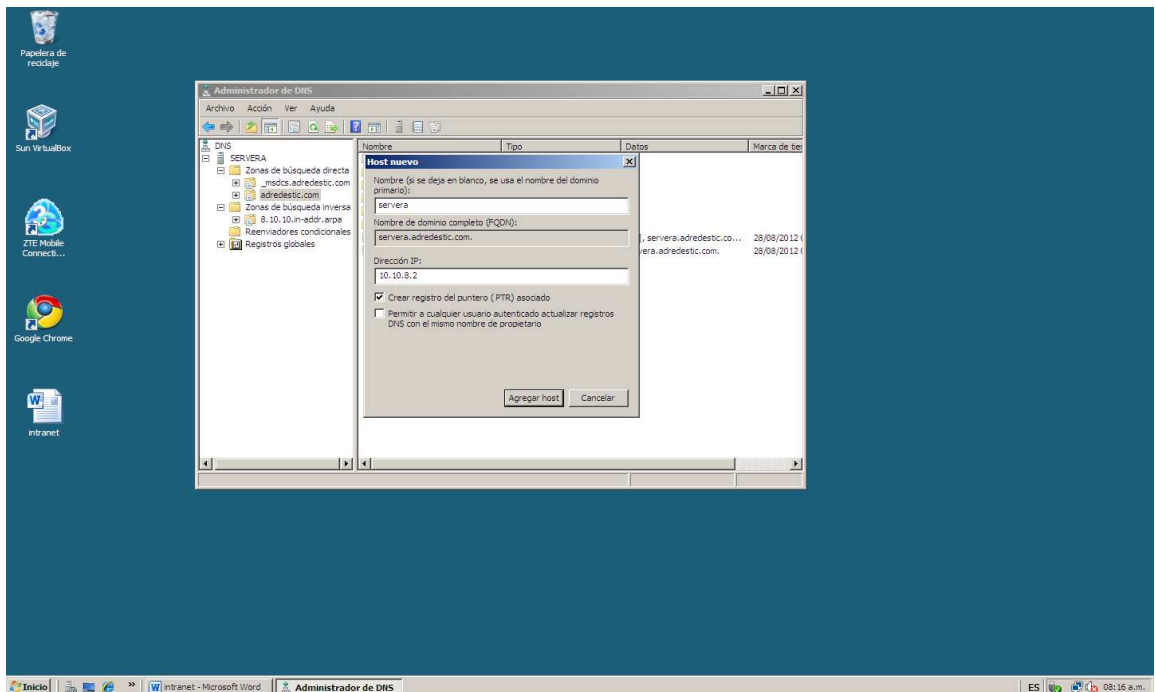 Papelera de
reciclaje
Sun VirtualBox
ZTE Mobile
Connecti...
Google Chrome
intranet
Administrador de DNS
Archivo Acción Ver Ayuda
DNS
SERVERA
Zonas de búsqueda directa
_msdcs.adredestic.com
adredestic.com
Zonas de búsqueda inversa
8.10.10.in-addr.arpa
Reenviadores condicionales
Registros globales
Nombre Tipo Datos Marca de tier
Host nuevo
Nombre (si se deja en blanco, se usa el nombre del dominio
primario):
servera
Nombre de dominio completo (FQDN):
servera.adredestic.com.
Dirección IP:
10.10.8.2
Crear registro del puntero (PTR) asociado
Permitir a cualquier usuario autenticado actualizar registros
DNS con el mismo nombre de propietario
Agregar host Cancelar
, servera.adredestic.co... 28/08/2012
vera.adredestic.com. 28/08/2012
Inicio » intranet - Microsoft Word Administrador de DNS ES 08:16 a.m.